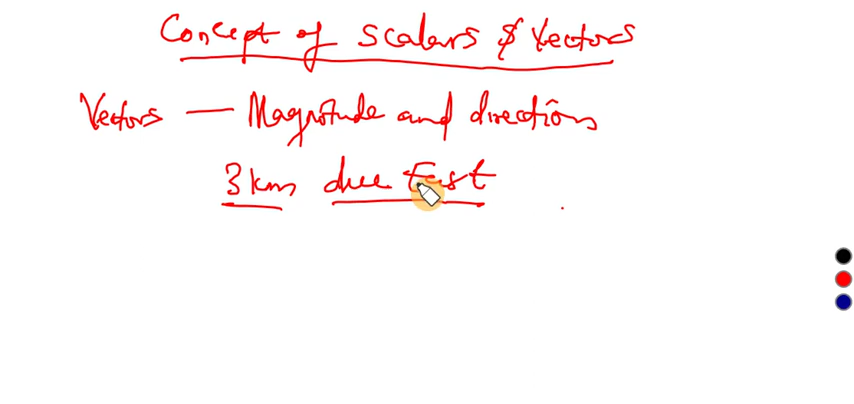 Concept of Scalars & Vectors
Vectors — Magnitude and directions
3 km due East